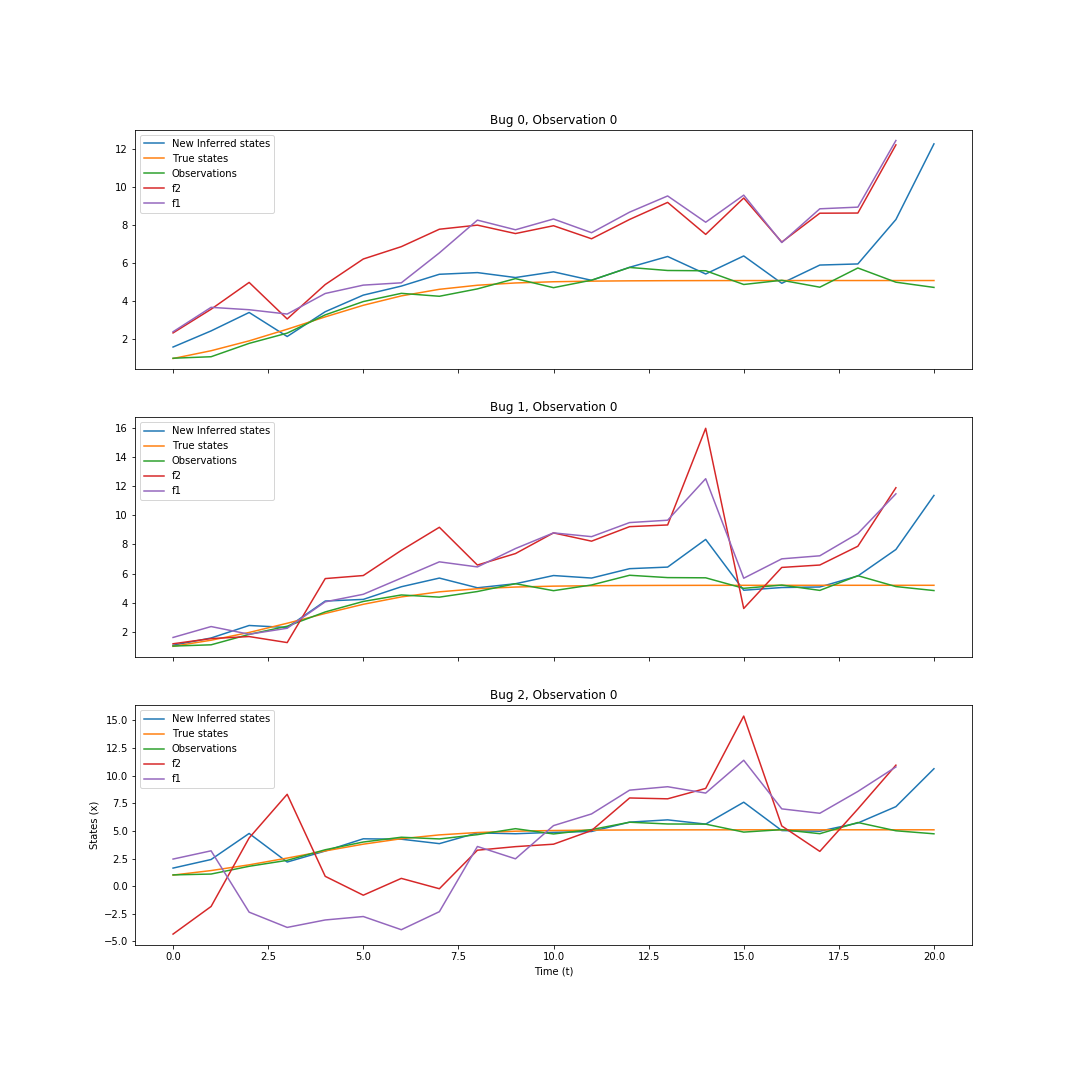 Bug 0, Observation 0
New Inferred states
True states
Observations
f2
f1
12
10
8
6
4
2
Bug 1, Observation 0
New Inferred states
True states
Observations
f2
f1
16
14
12
10
8
6
4
2
Bug 2, Observation 0
New Inferred states
True states
Observations
f2
f1
15.0
12.5
10.0
7.5
5.0
2.5
0.0
−2.5
−5.0
States (x)
0.0 2.5 5.0 7.5 10.0 12.5 15.0 17.5 20.0
Time (t)